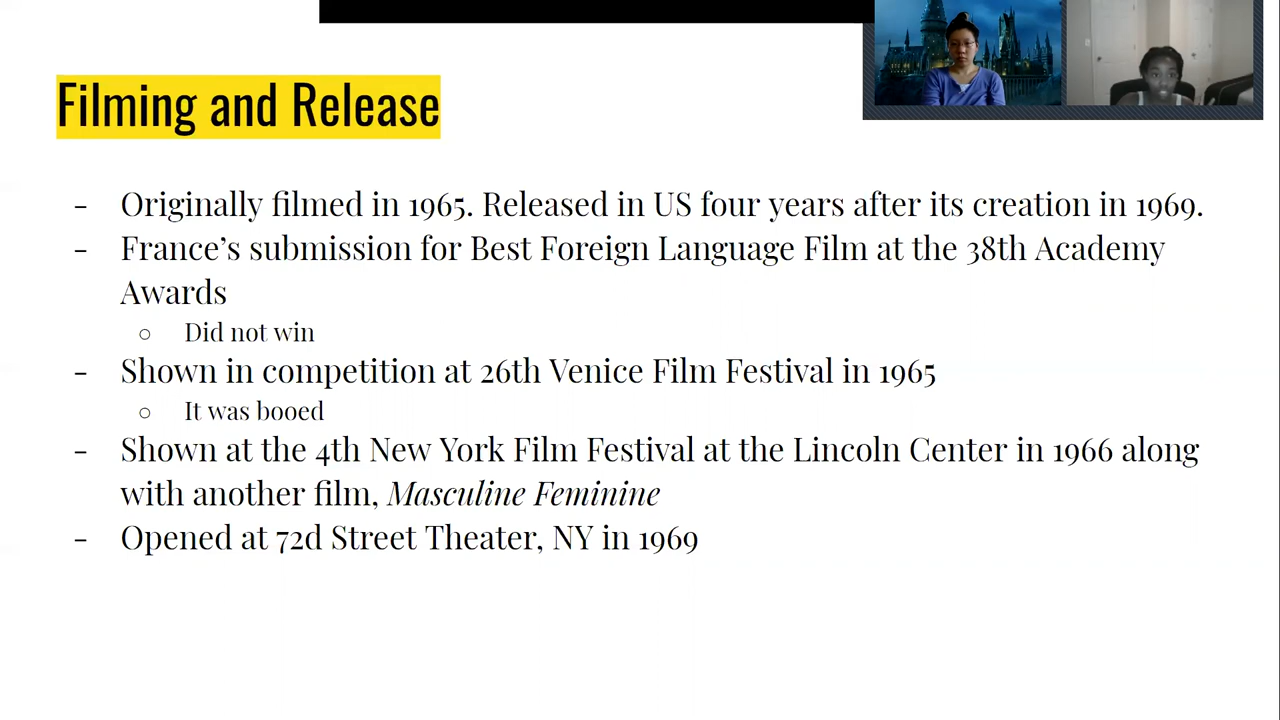 Filming and Release
- Originally filmed in 1965. Released in US four years after its creation in 1969.
- France’s submission for Best Foreign Language Film at the 38th Academy
Awards
○ Did not win
- Shown in competition at 26th Venice Film Festival in 1965
○ It was booed
- Shown at the 4th New York Film Festival at the Lincoln Center in 1966 along
with another film, Masculine Feminine
- Opened at 72d Street Theater, NY in 1969